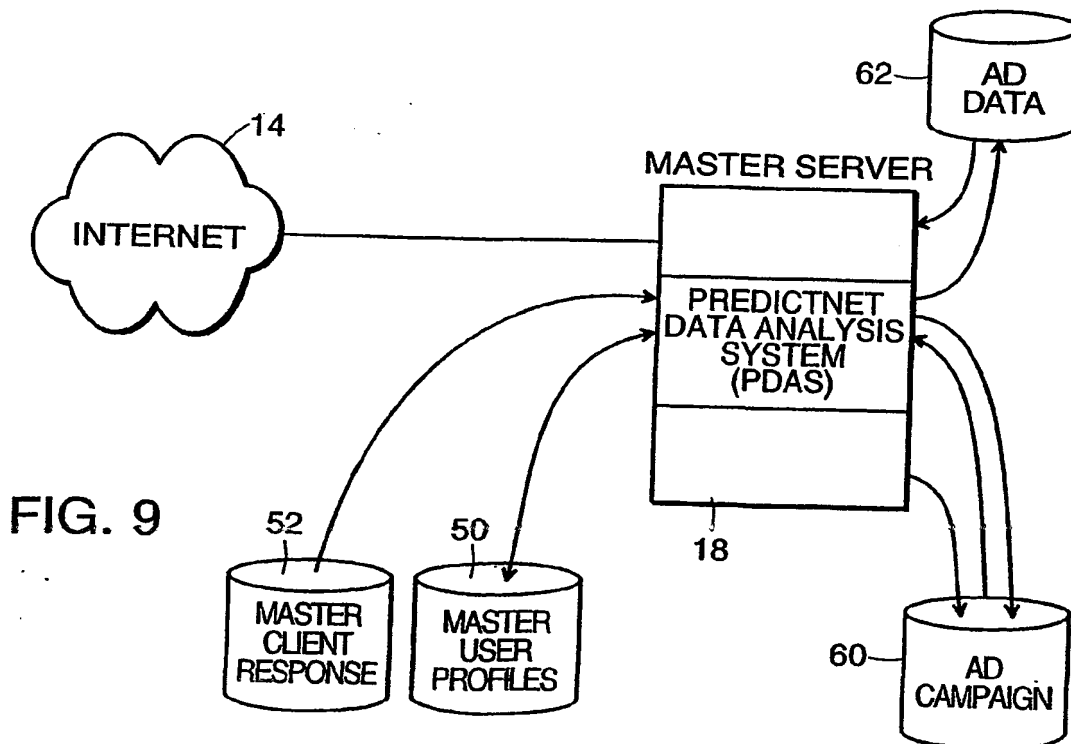 62
AD
DATA
14
MASTER SERVER
INTERNET
PREDICTNET
DATA ANALYSIS
SYSTEM
(PDAS)
FIG. 9
52
50
18
MASTER
CLIENT
RESPONSE
MASTER
USER
PROFILES
60
AD
CAMPAIGN